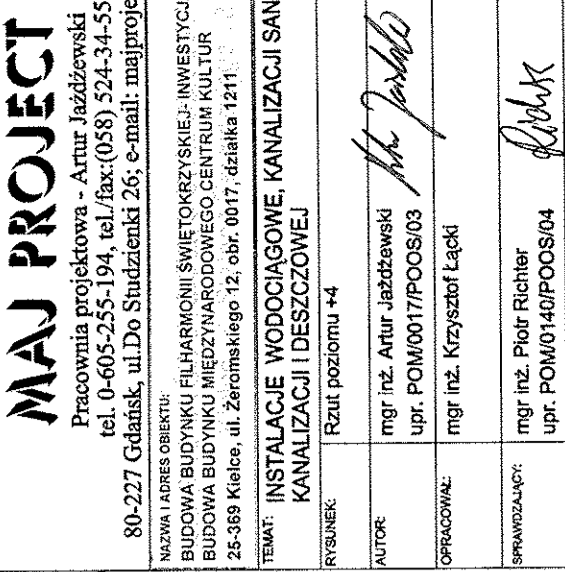 MAJ PROJECT
Pracownia projektowa - Artur Jażdżewski
tel. 0-605-255-194, tel./fax.:(058) 524-34-55
80-227 Gdańsk, ul.Do Studzienki 26; e-mail: majproje
NAZWA I ADRES OBIEKTU:
BUDOWA BUDYNKU FILHARMONII ŚWIĘTOKRZYSKIEJ- INWESTYCJ
BUDOWA BUDYNKU MIĘDZYNARODOWEGO CENTRUM KULTUR
25-369 Kielce, ul. Żeromskiego 12, obr. 0017, działka 1211
TEMAT: INSTALACJE WODOCIĄGOWE, KANALIZACJI SAN
KANALIZACJI I DESZCZOWEJ
RYSUNEK: Rzut poziomu +4
AUTOR: mgr inż. Artur Jażdżewski
upr. POM/0017/POOS/03
OPRACOWAŁ: mgr inż. Krzysztof Łącki
SPRAWDZAJĄCY: mgr inż. Piotr Richter
upr. POM/0140/POOS/04